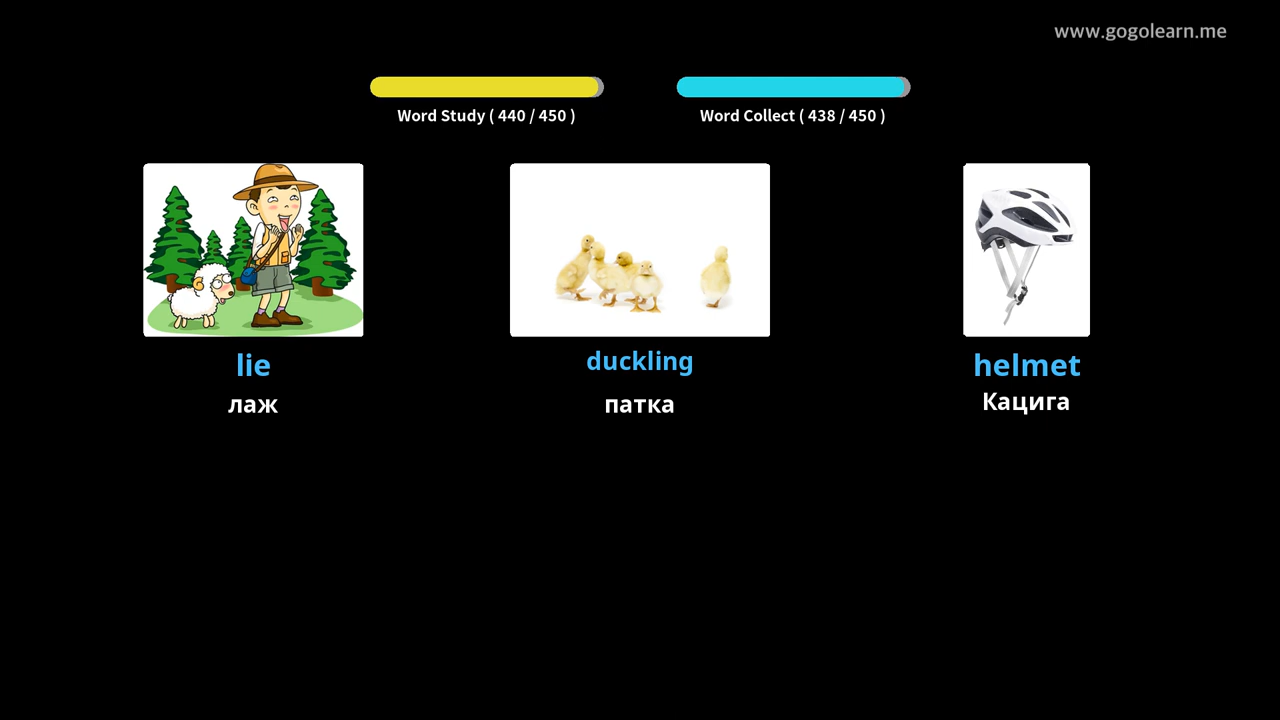 www.gogolearn.me
Word Study ( 440 / 450 )
Word Collect ( 438 / 450 )
lie
лаж
duckling
патка
helmet
Кацига